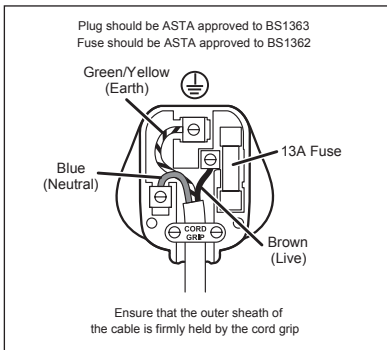 Plug should be ASTA approved to BS1363
Fuse should be ASTA approved to BS1362
Green/Yellow
(Earth)
13A Fuse
Blue
(Neutral)
CORD
GRIP
Brown
(Live)
Ensure that the outer sheath of
the cable is firmly held by the cord grip